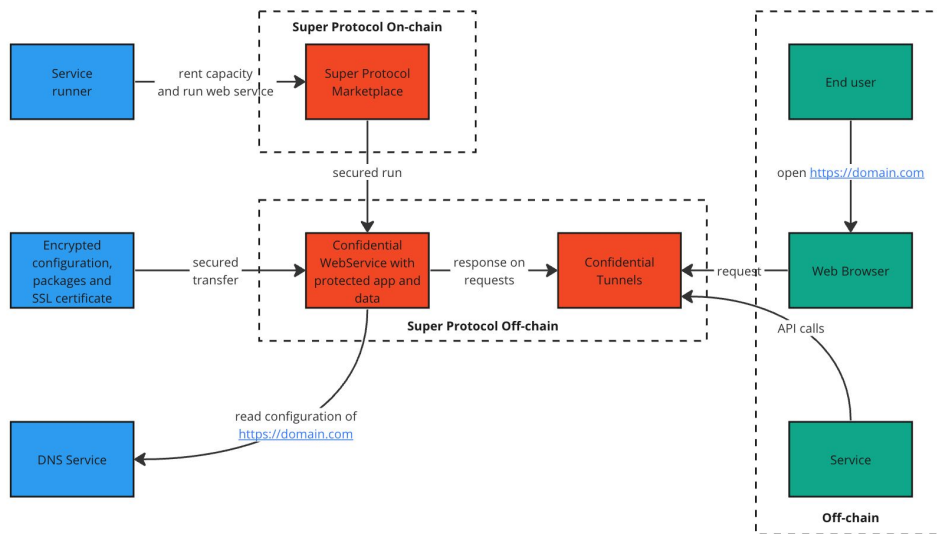 Super Protocol On-chain
Service
runner
rent capacity
and run web service
Super Protocol
Marketplace
End user
secured run
open https://domain.com
Encrypted
configuration,
packages and
SSL certificate
secured
transfer
Confidential
WebService with
protected app and
data
response on
requests
Confidential
Tunnels
request
Web Browser
Super Protocol Off-chain
API calls
read configuration of
https://domain.com
DNS Service
Service
Off-chain